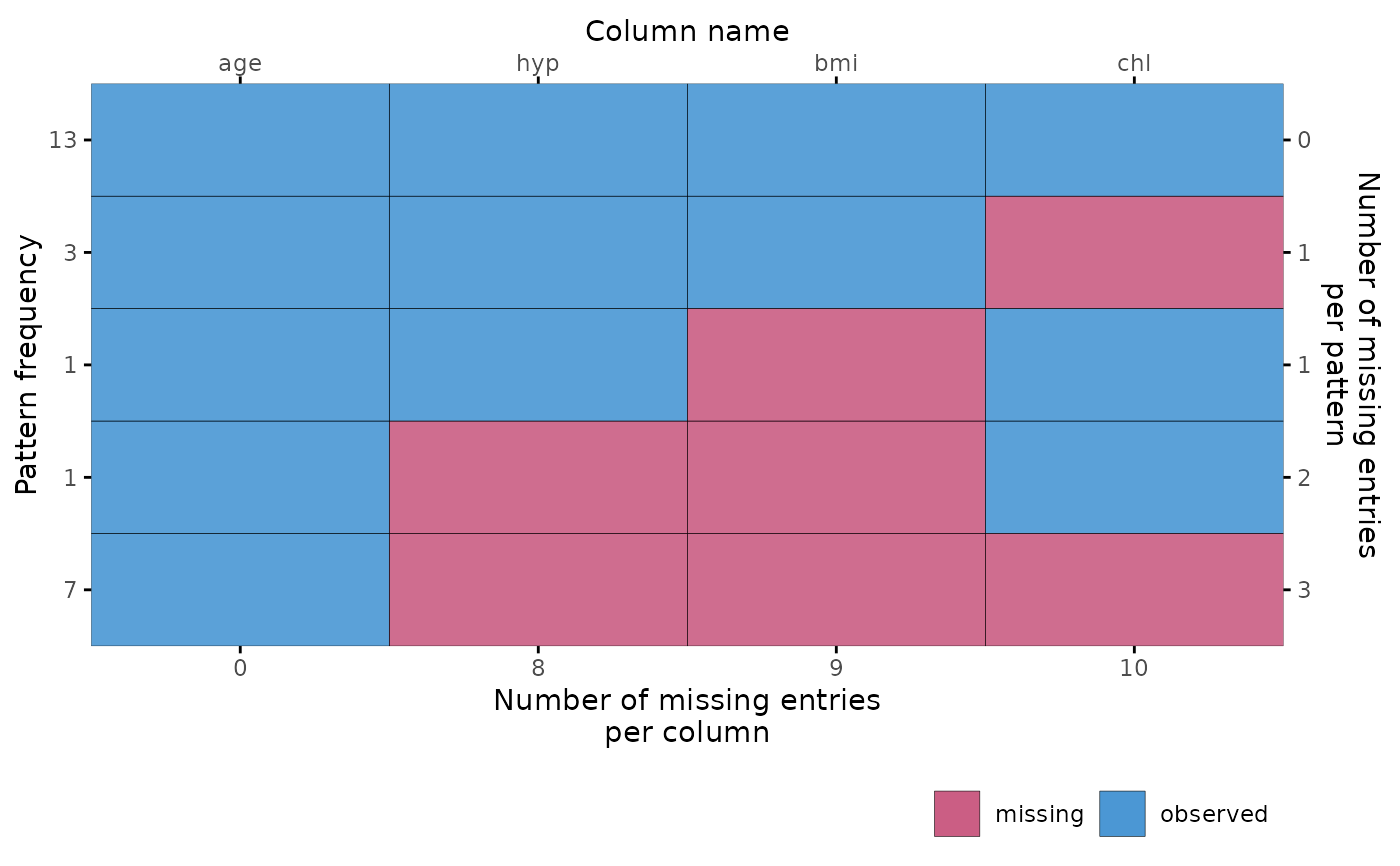 Column name
age hyp bmi chl
Pattern frequency
13 0
3 1
1 1
1 2
7 3
Number of missing entries
per pattern
0 8 9 10
Number of missing entries
per column
missing observed